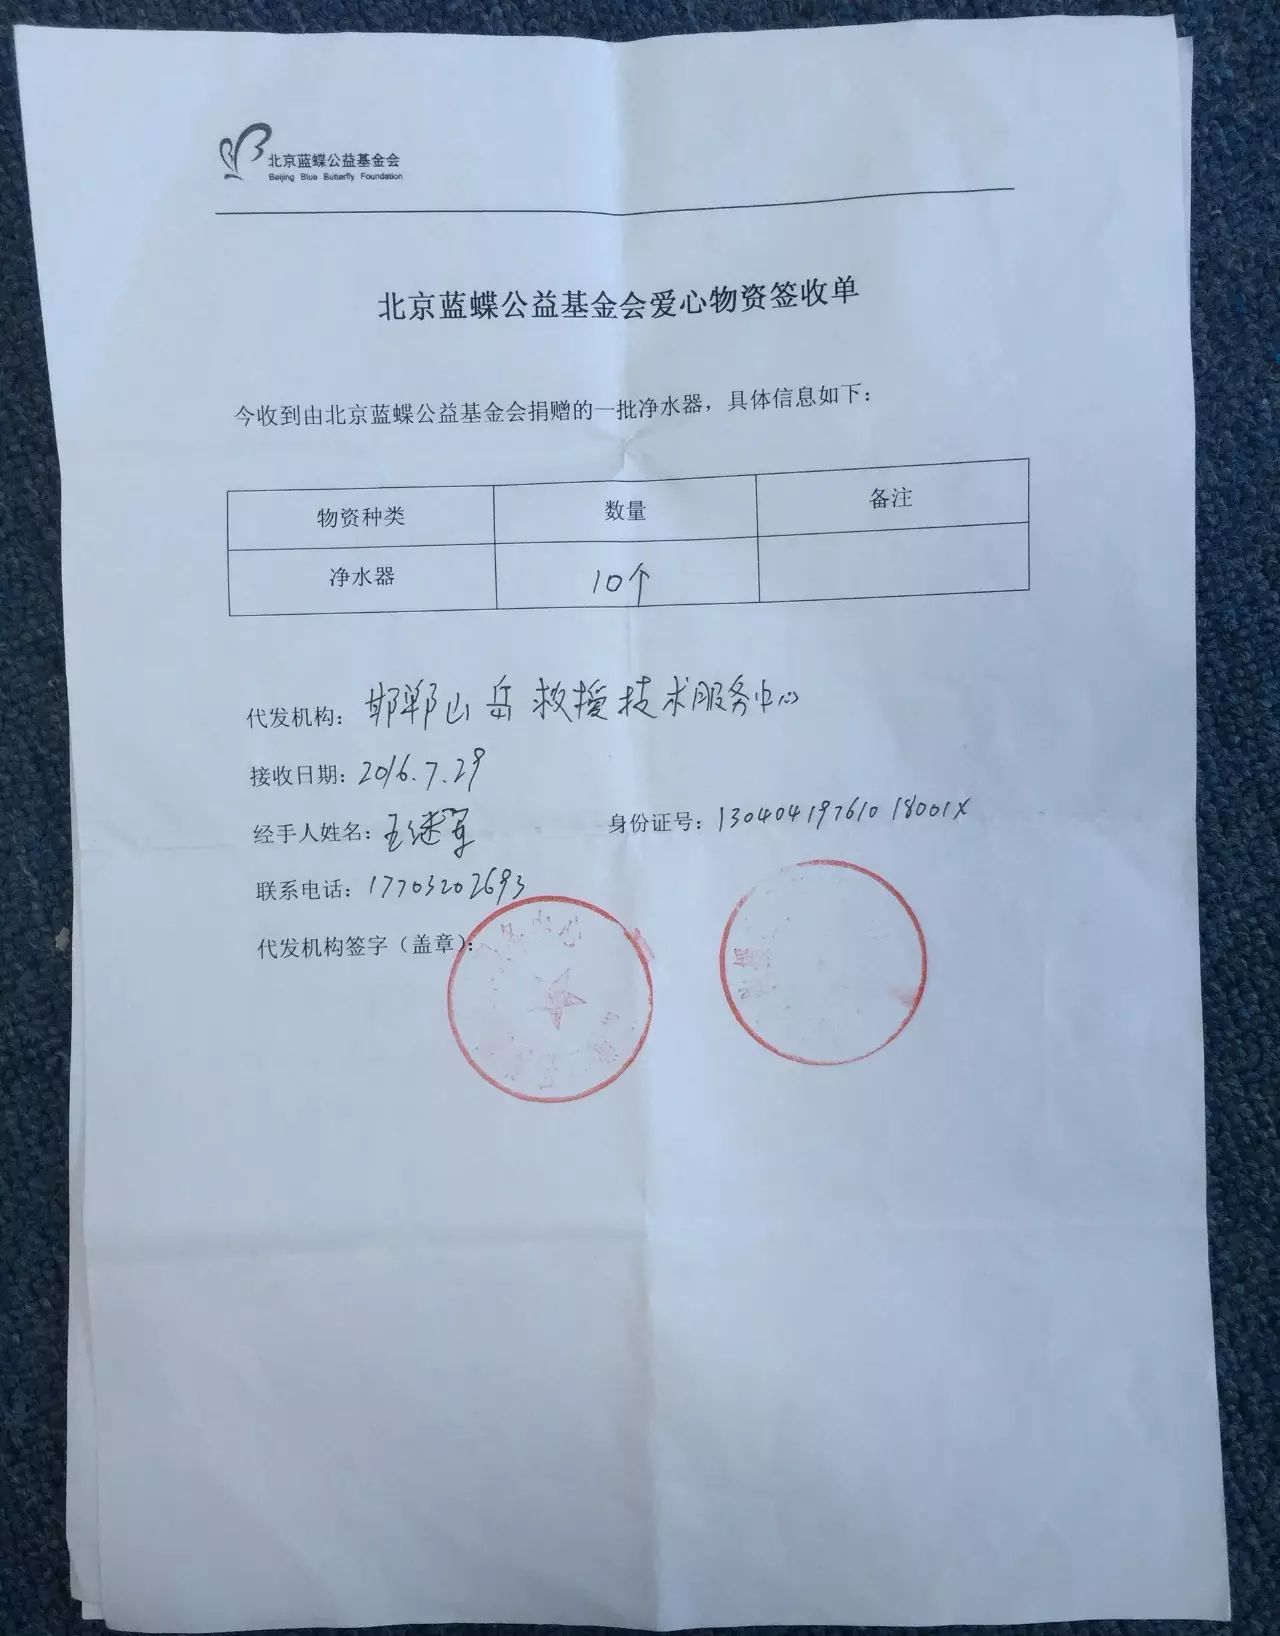 北京蓝蝶公益基金会
Beijing Blue Butterfly Foundation
北京蓝蝶公益基金会爱心物资签收单
今收到由北京蓝蝶公益基金会捐赠的一批净水器，具体信息如下：
物资种类 数量 备注
净水器 10个
代发机构：邯郸山岳救援技术服务中心
接收日期：2016.7.29
经手人姓名：王继军 身份证号：13040419761018001X
联系电话：17703202693
代发机构签字（盖章）：
务中心